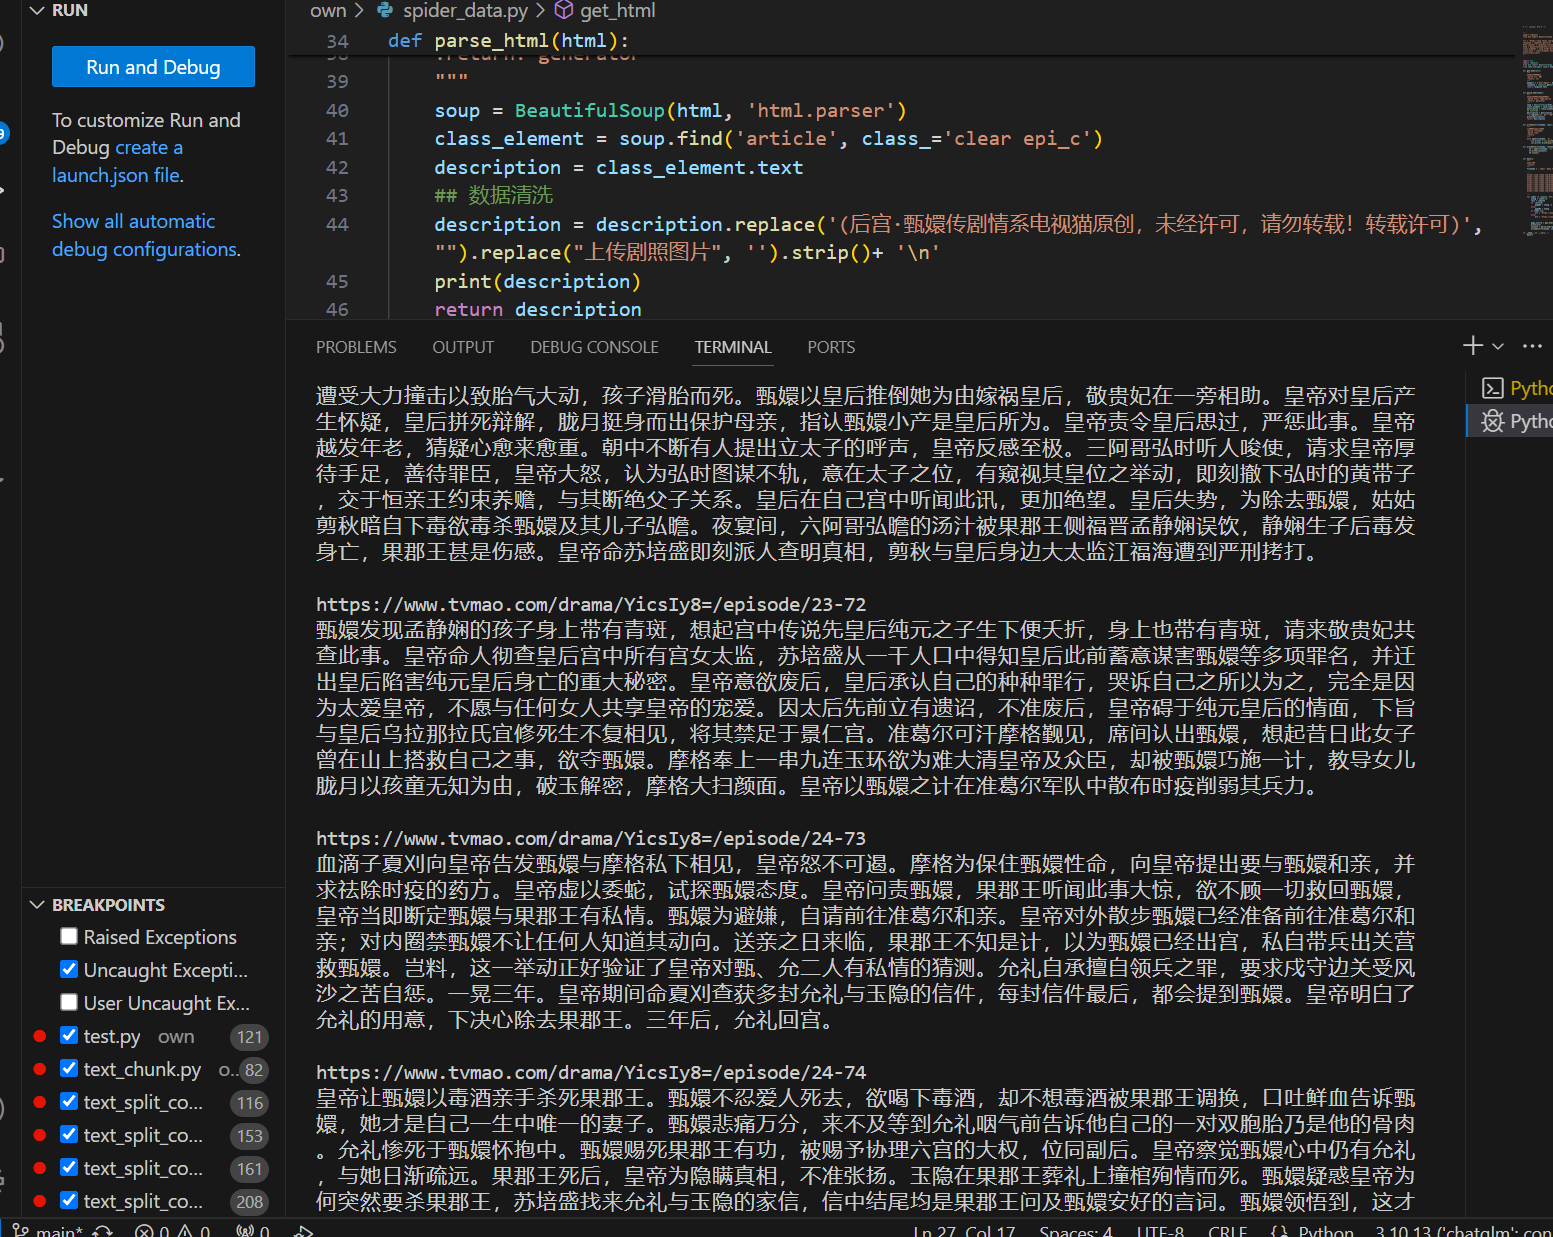 RUN
Run and Debug
To customize Run and
Debug create a
launch.json file.
Show all automatic
debug configurations.
own > spider_data.py > get_html
34 def parse_html(html):
39 """
40 soup = BeautifulSoup(html, 'html.parser')
41 class_element = soup.find('article', class_='clear epi_c')
42 description = class_element.text
43 ## 数据清洗
44 description = description.replace('(后宫·甄嬛传剧情系电视猫原创，未经许可，请勿转载！转载许可)',
"").replace("上传剧照图片", '').strip()+ '\n'
45 print(description)
46 return description
PROBLEMS OUTPUT DEBUG CONSOLE TERMINAL PORTS
遭受大力撞击以致胎气大动，孩子滑胎而死。甄嬛以皇后推倒她为由嫁祸皇后，敬贵妃在一旁相助。皇帝对皇后产
生怀疑，皇后拼死辩解，胧月挺身而出保护母亲，指认甄嬛小产是皇后所为。皇帝责令皇后思过，严惩此事。皇帝
越发年老，猜疑心愈来愈重。朝中不断有人提出立太子的呼声，皇帝反感至极。三阿哥弘时听人唆使，请求皇帝厚
待手足，善待罪臣，皇帝大怒，认为弘时图谋不轨，意在太子之位，有窥视其皇位之举动，即刻撤下弘时的黄带子
，交于恒亲王约束养赡，与其断绝父子关系。皇后在自己宫中听闻此讯，更加绝望。皇后失势，为除去甄嬛，姑姑
剪秋暗自下毒欲毒杀甄嬛及其儿子弘瞻。夜宴间，六阿哥弘瞻的汤汁被果郡王侧福晋孟静娴误饮，静娴生子后毒发
身亡，果郡王甚是伤感。皇帝命苏培盛即刻派人查明真相，剪秋与皇后身边大太监江福海遭到严刑拷打。
https://www.tvmao.com/drama/YicsIy8=/episode/23-72
甄嬛发现孟静娴的孩子身上带有青斑，想起宫中传说先皇后纯元之子生下便夭折，身上也带有青斑，请来敬贵妃共
查此事。皇帝命人彻查皇后宫中所有宫女太监，苏培盛从一干人口中得知皇后此前蓄意谋害甄嬛等多项罪名，并迁
出皇后陷害纯元皇后身亡的重大秘密。皇帝意欲废后，皇后承认自己的种种罪行，哭诉自己之所以为之，完全是因
为太爱皇帝，不愿与任何女人共享皇帝的宠爱。因太后先前立有遗诏，不准废后，皇帝碍于纯元皇后的情面，下旨
与皇后乌拉那拉氏宜修死生不复相见，将其禁足于景仁宫。准葛尔可汗摩格觐见，席间认出甄嬛，想起昔日此女子
曾在山上搭救自己之事，欲夺甄嬛。摩格奉上一串九连玉环欲为难大清皇帝及众臣，却被甄嬛巧施一计，教导女儿
胧月以孩童无知为由，破玉解密，摩格大扫颜面。皇帝以甄嬛之计在准葛尔军队中散布时疫削弱其兵力。
https://www.tvmao.com/drama/YicsIy8=/episode/24-73
血滴子夏刈向皇帝告发甄嬛与摩格私下相见，皇帝怒不可遏。摩格为保住甄嬛性命，向皇帝提出要与甄嬛和亲，并
求祛除时疫的药方。皇帝虚以委蛇，试探甄嬛态度。皇帝问责甄嬛，果郡王听闻此事大惊，欲不顾一切救回甄嬛，
皇帝当即断定甄嬛与果郡王有私情。甄嬛为避嫌，自请前往准葛尔和亲。皇帝对外散步甄嬛已经准备前往准葛尔和
亲；对内圈禁甄嬛不让任何人知道其动向。送亲之日来临，果郡王不知是计，以为甄嬛已经出宫，私自带兵出关营
救甄嬛。岂料，这一举动正好验证了皇帝对甄、允二人有私情的猜测。允礼自承擅自领兵之罪，要求戍守边关受风
沙之苦自惩。一晃三年。皇帝期间命夏刈查获多封允礼与玉隐的信件，每封信件最后，都会提到甄嬛。皇帝明白了
允礼的用意，下决心除去果郡王。三年后，允礼回宫。
https://www.tvmao.com/drama/YicsIy8=/episode/24-74
皇帝让甄嬛以毒酒亲手杀死果郡王。甄嬛不忍爱人死去，欲喝下毒酒，却不想毒酒被果郡王调换，口吐鲜血告诉甄
嬛，她才是自己一生中唯一的妻子。甄嬛悲痛万分，来不及等到允礼咽气前告诉他自己的一对双胞胎乃是他的骨肉
。允礼惨死于甄嬛怀抱中。甄嬛赐死果郡王有功，被赐予协理六宫的大权，位同副后。皇帝察觉甄嬛心中仍有允礼
，与她日渐疏远。果郡王死后，皇帝为隐瞒真相，不准张扬。玉隐在果郡王葬礼上撞棺殉情而死。甄嬛疑惑皇帝为
何突然要杀果郡王，苏培盛找来允礼与玉隐的家信，信中结尾均是果郡王问及甄嬛安好的言词。甄嬛领悟到，这才
Pytho
Pytho
BREAKPOINTS
Raised Exceptions
Uncaught Excepti...
User Uncaught Ex...
test.py own 121
text_chunk.py o.. 82
text_split_co... 116
text_split_co... 153
text_split_co... 161
text_split_co... 208
main* 0 0 0 Ln 27, Col 17 Spaces: 4 UTF-8 CRLF Python 3.10.13 ('chatglm': con